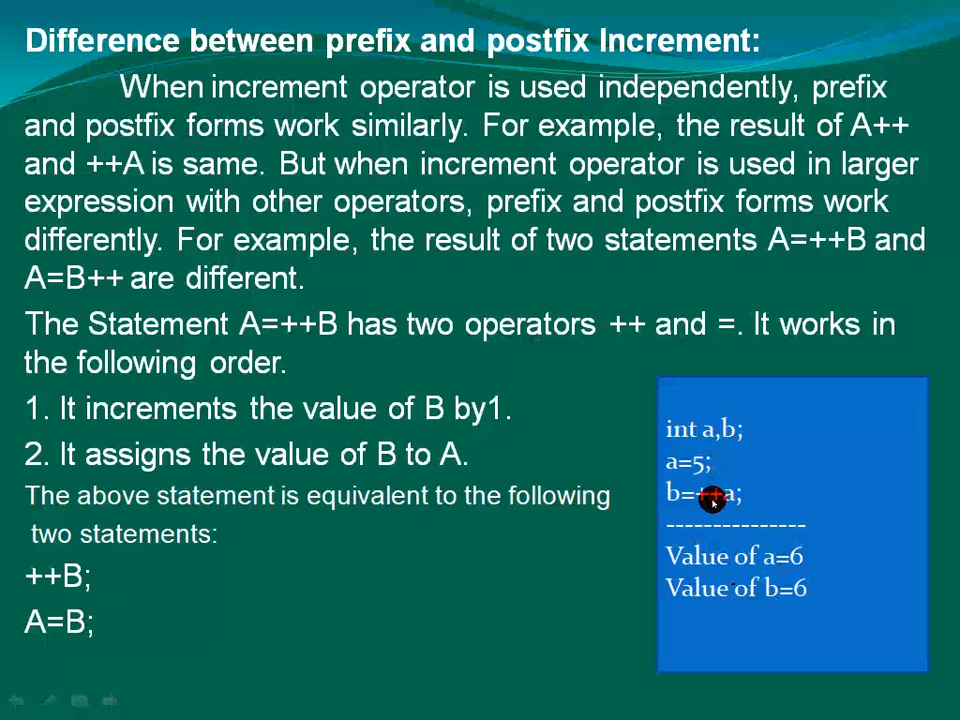 Difference between prefix and postfix Increment:
When increment operator is used independently, prefix
and postfix forms work similarly. For example, the result of A++
and ++A is same. But when increment operator is used in larger
expression with other operators, prefix and postfix forms work
differently. For example, the result of two statements A=++B and
A=B++ are different.
The Statement A=++B has two operators ++ and =. It works in
the following order.
1. It increments the value of B by1.
2. It assigns the value of B to A.
The above statement is equivalent to the following
two statements:
++B;
A=B;
int a,b;
a=5;
b=++a;
---------------
Value of a=6
Value of b=6